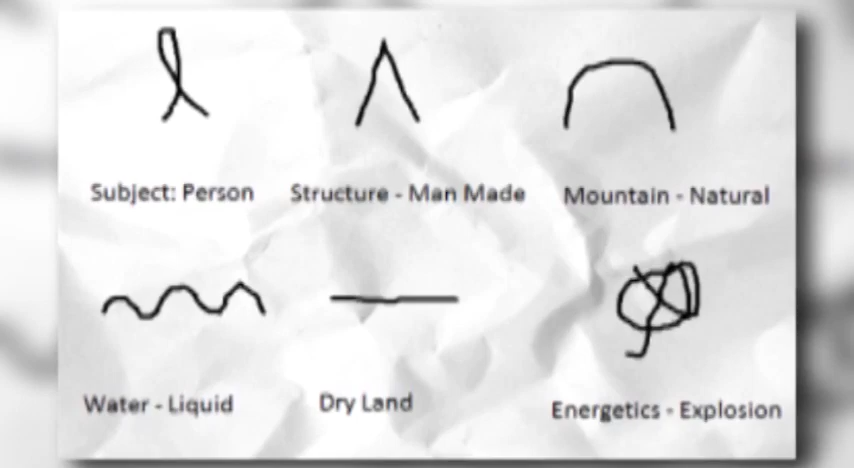 Subject: Person
Structure - Man Made
Mountain - Natural
Water - Liquid
Dry Land
Energetics - Explosion